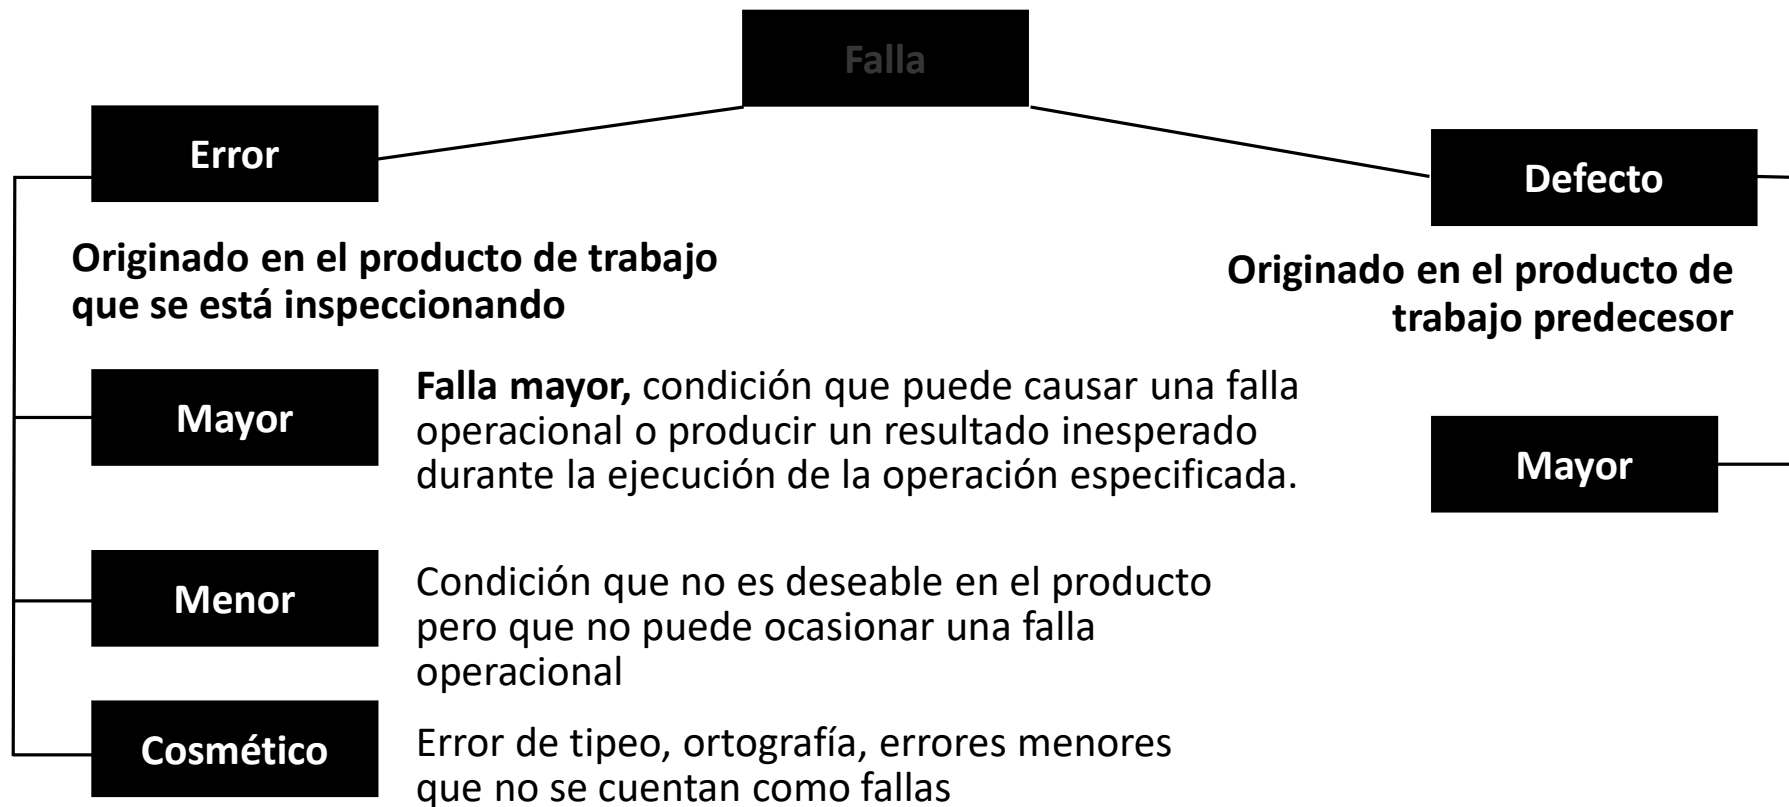 Falla
Error
Defecto
Originado en el producto de trabajo
que se está inspeccionando
Originado en el producto de
trabajo predecesor
Mayor
Falla mayor, condición que puede causar una falla
operacional o producir un resultado inesperado
durante la ejecución de la operación especificada.
Mayor
Menor
Condición que no es deseable en el producto
pero que no puede ocasionar una falla
operacional
Cosmético
Error de tipeo, ortografía, errores menores
que no se cuentan como fallas